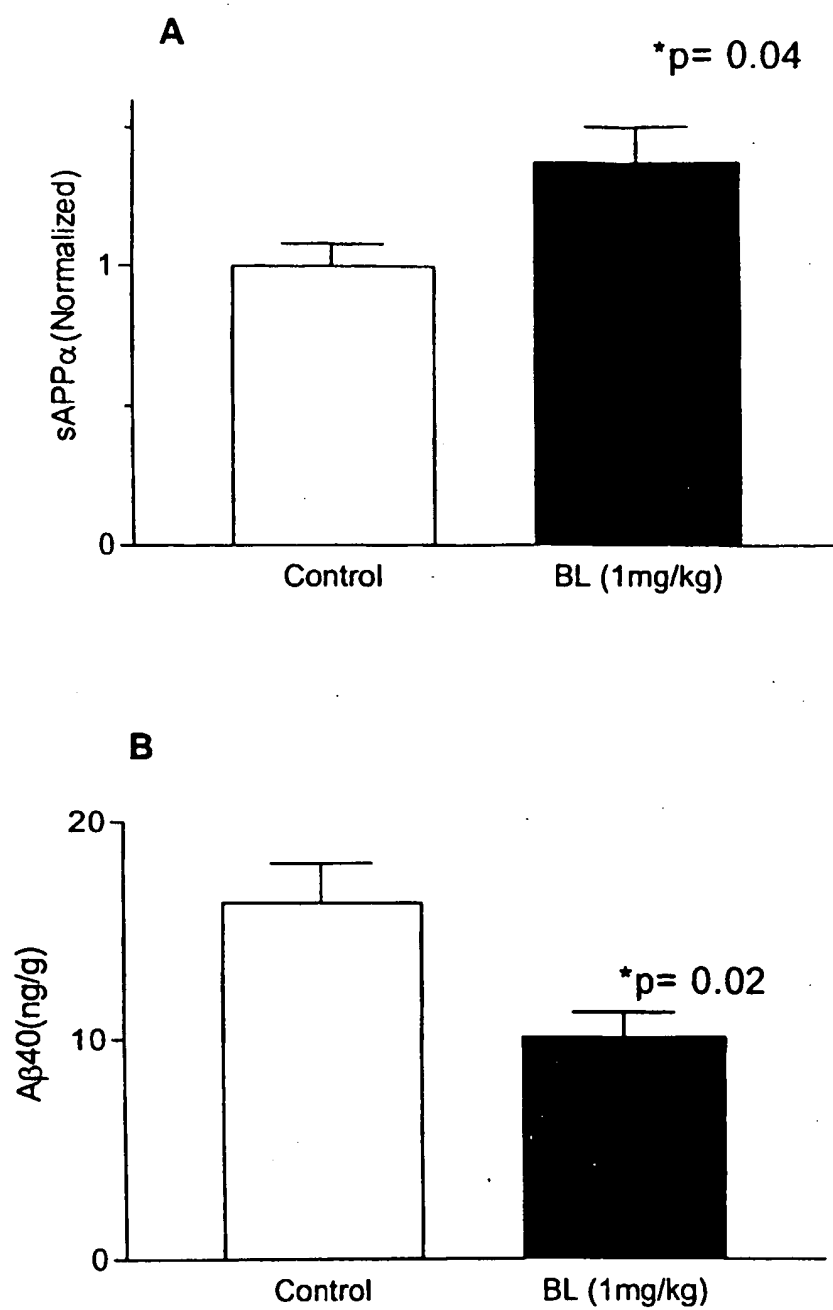 A
*p= 0.04
sAPPα(Normalized)
1
0
Control
BL (1mg/kg)
B
20
*p= 0.02
Aβ40(ng/g)
10
0
Control
BL (1mg/kg)